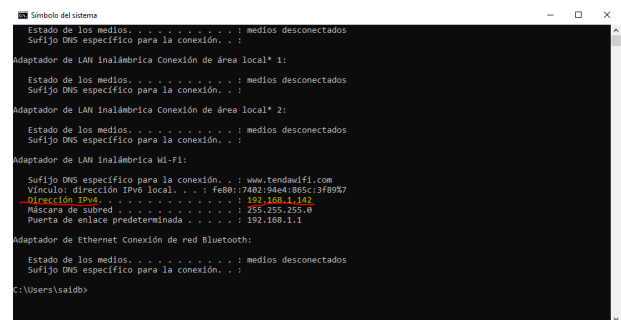 Símbolo del sistema
Estado de los medios. . . . . . . . . . . : medios desconectados
Sufijo DNS específico para la conexión. . :
Adaptador de LAN inalámbrica Conexión de área local* 1:
Estado de los medios. . . . . . . . . . . : medios desconectados
Sufijo DNS específico para la conexión. . :
Adaptador de LAN inalámbrica Conexión de área local* 2:
Estado de los medios. . . . . . . . . . . : medios desconectados
Sufijo DNS específico para la conexión. . :
Adaptador de LAN inalámbrica Wi-Fi:
Sufijo DNS específico para la conexión. . : www.tendawifi.com
Vínculo: dirección IPv6 local. . . : fe80::7402:94e4:865c:3f89%7
Dirección IPv4. . . . . . . . . . . . . . : 192.168.1.142
Máscara de subred . . . . . . . . . . . . : 255.255.255.0
Puerta de enlace predeterminada . . . . . : 192.168.1.1
Adaptador de Ethernet Conexión de red Bluetooth:
Estado de los medios. . . . . . . . . . . : medios desconectados
Sufijo DNS específico para la conexión. . :
C:\Users\saidb>